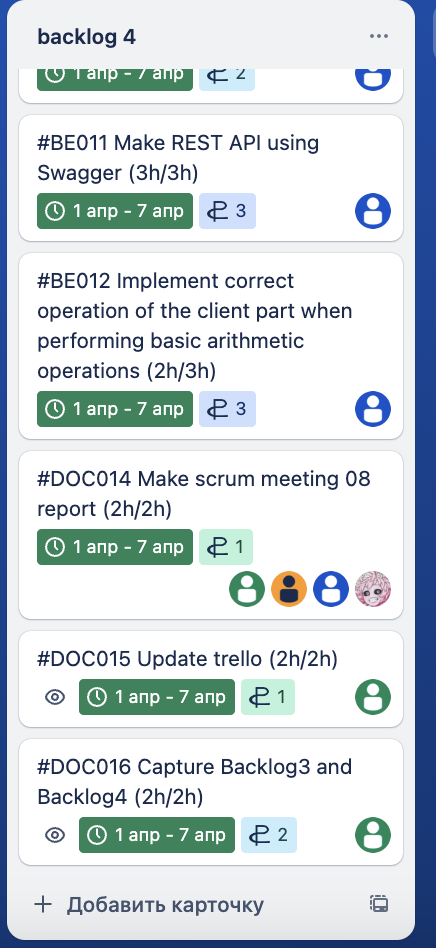 backlog 4
1 апр - 7 апр 2
#BE011 Make REST API using
Swagger (3h/3h)
1 апр - 7 апр 3
#BE012 Implement correct
operation of the client part when
performing basic arithmetic
operations (2h/3h)
1 апр - 7 апр 3
#DOC014 Make scrum meeting 08
report (2h/2h)
1 апр - 7 апр 1
#DOC015 Update trello (2h/2h)
1 апр - 7 апр 1
#DOC016 Capture Backlog3 and
Backlog4 (2h/2h)
1 апр - 7 апр 2
Добавить карточку